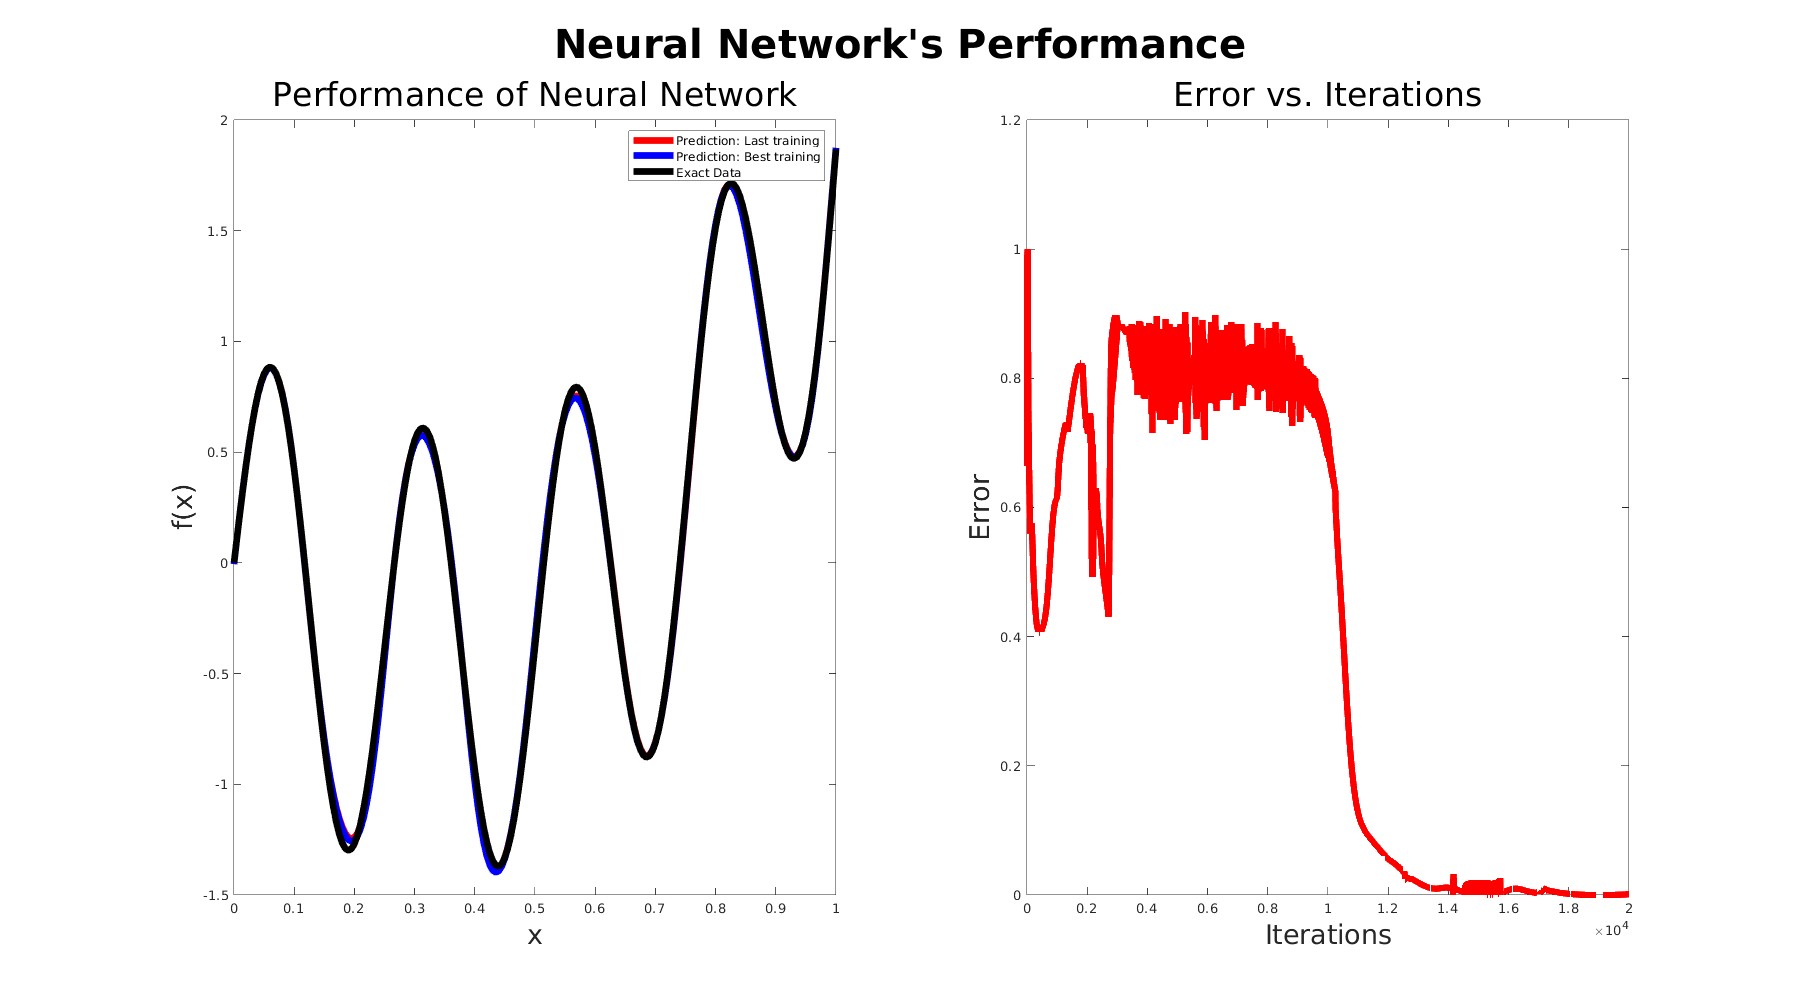 Neural Network's Performance
Performance of Neural Network
2
1.5
1
0.5
0
-0.5
-1
-1.5
f(x)
Prediction: Last training
Prediction: Best training
Exact Data
0 0.1 0.2 0.3 0.4 0.5 0.6 0.7 0.8 0.9 1
x
Error vs. Iterations
1.2
1
0.8
0.6
0.4
0.2
0
Error
0 0.2 0.4 0.6 0.8 1 1.2 1.4 1.6 1.8 2
×10⁴
Iterations